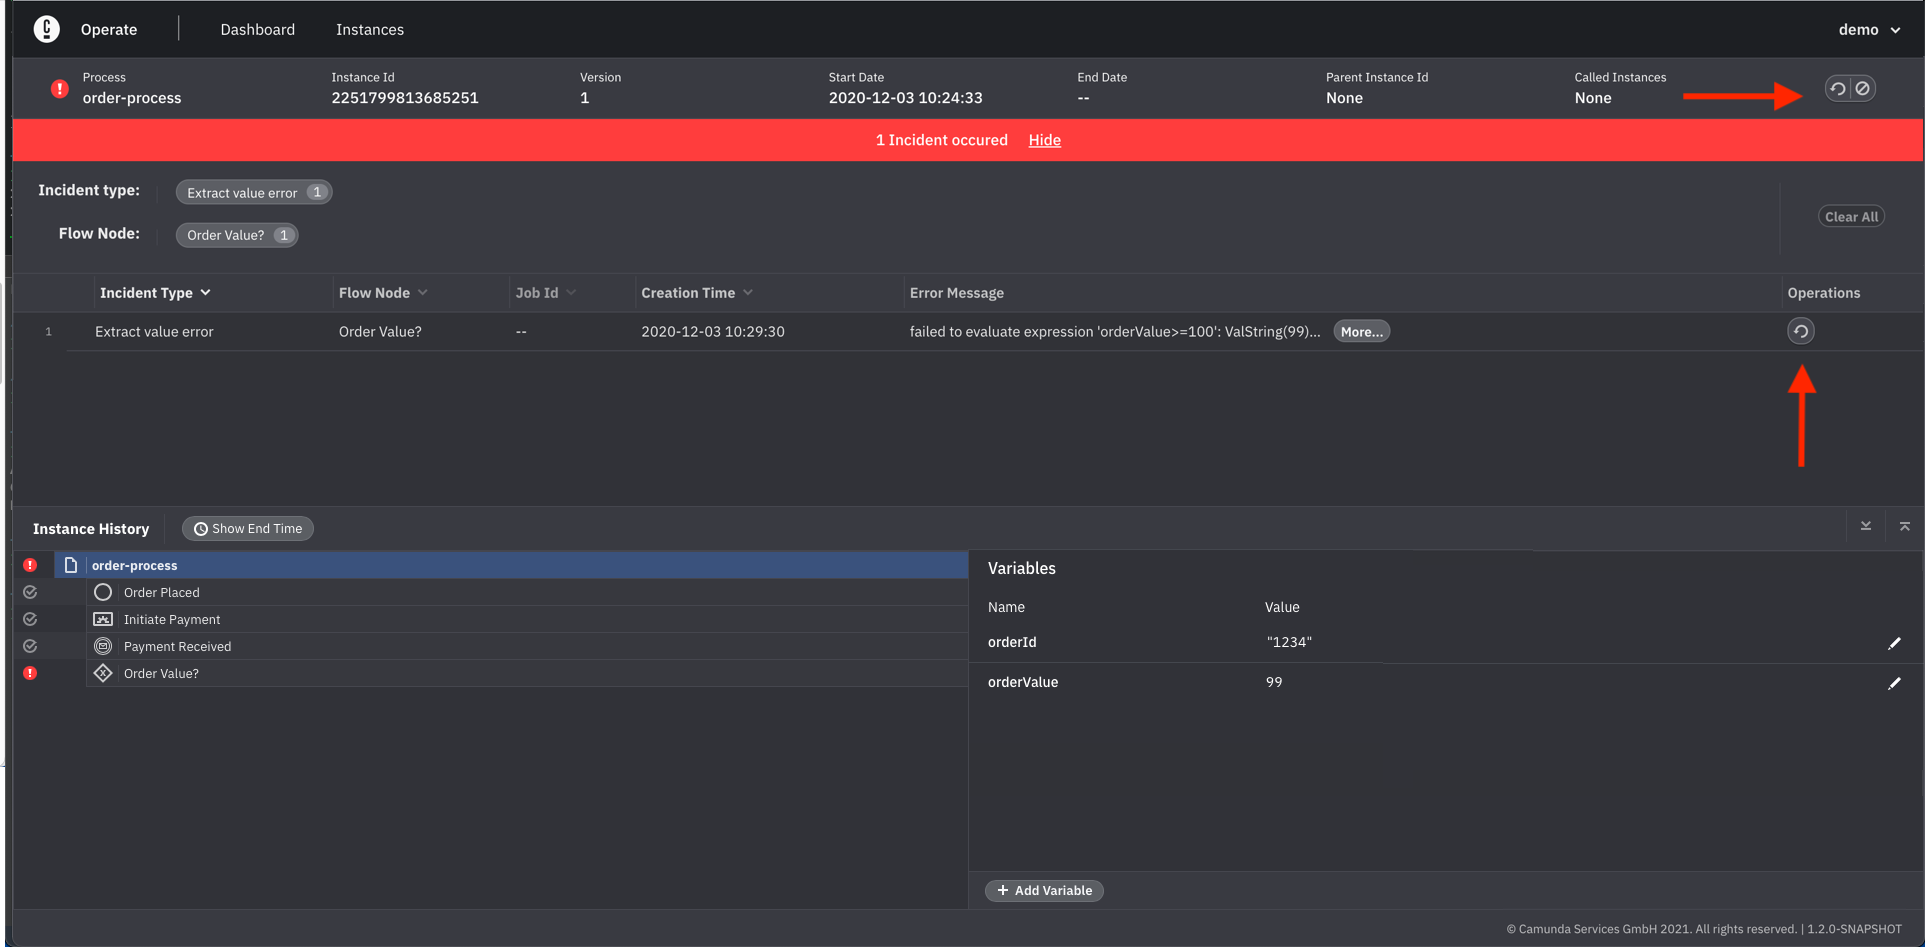 Operate Dashboard Instances demo
Process Instance Id Version Start Date End Date Parent Instance Id Called Instances
order-process 2251799813685251 1 2020-12-03 10:24:33 -- None None
1 Incident occured Hide
Incident type: Extract value error 1
Flow Node: Order Value? 1
Clear All
Incident Type Flow Node Job Id Creation Time Error Message Operations
1 Extract value error Order Value? -- 2020-12-03 10:29:30 failed to evaluate expression 'orderValue>=100': ValString(99)... More...
Instance History Show End Time
order-process
Order Placed
Initiate Payment
Payment Received
Order Value?
Variables
Name Value
orderId "1234"
orderValue 99
+ Add Variable
© Camunda Services GmbH 2021. All rights reserved. | 1.2.0-SNAPSHOT